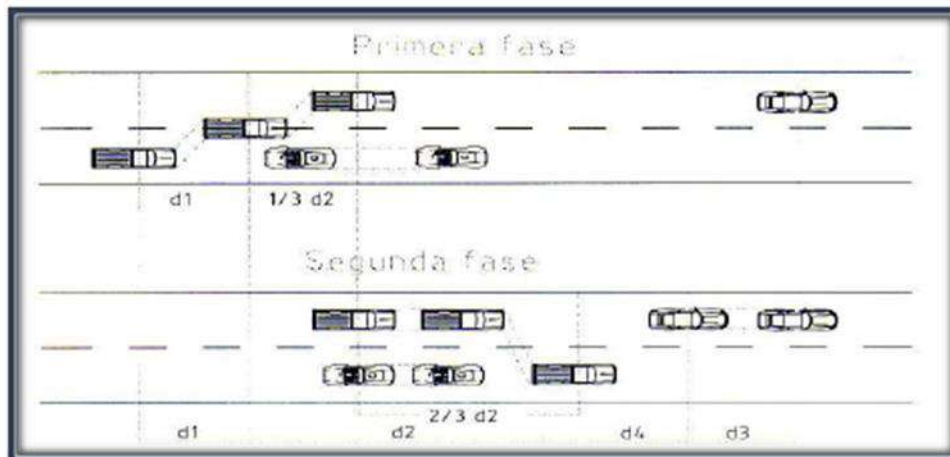 Primera fase
d1 1/3 d2
Segunda fase
2/3 d2
d1 d2 d4 d3